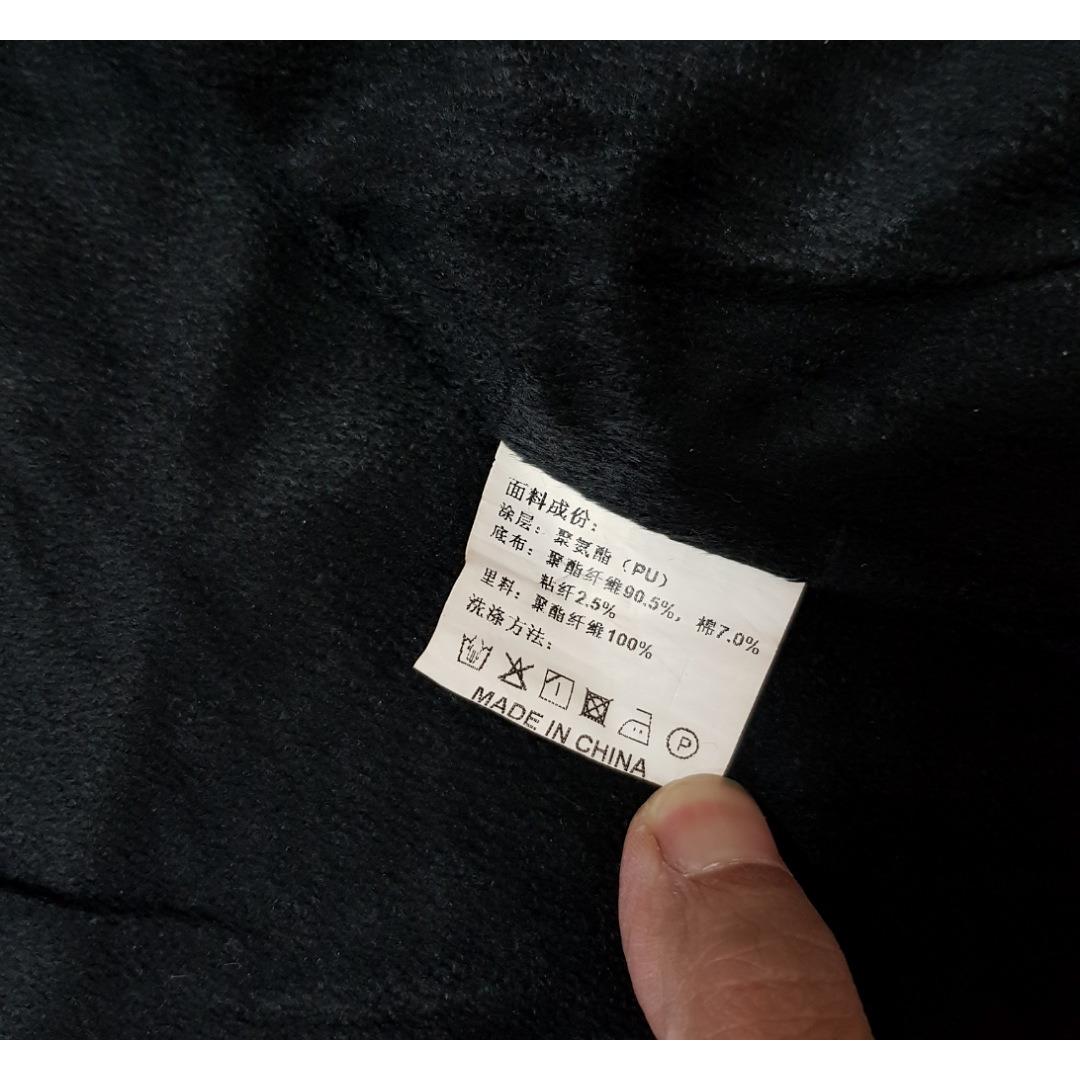 面料成份:
涂层: 聚氨酯 (PU)
底布: 聚酯纤维90.5%, 棉7.0%
粘纤2.5%
里料: 聚酯纤维100%
洗涤方法:
P
MADE IN CHINA